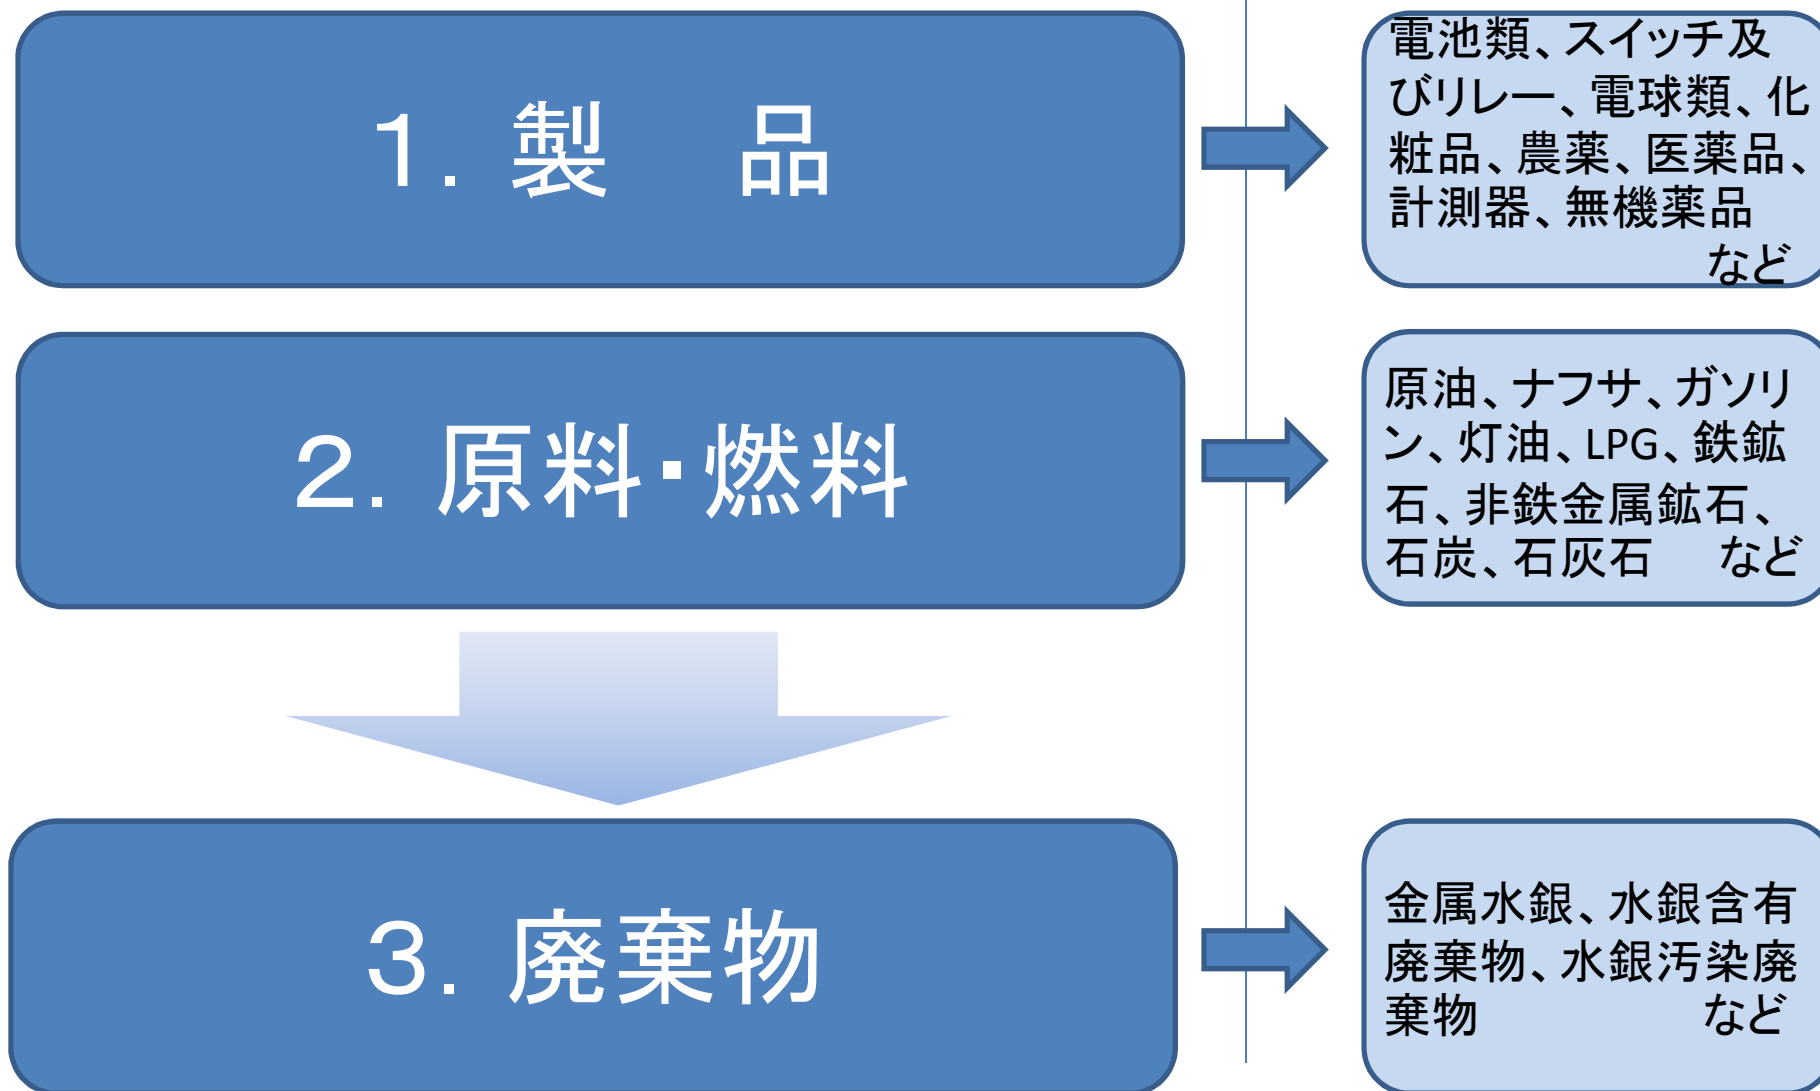 1．製　品
電池類、スイッチ及
びリレー、電球類、化
粧品、農薬、医薬品、
計測器、無機薬品
など
2．原料・燃料
原油、ナフサ、ガソリ
ン、灯油、LPG、鉄鉱
石、非鉄金属鉱石、
石炭、石灰石　など
3．廃棄物
金属水銀、水銀含有
廃棄物、水銀汚染廃
棄物　など